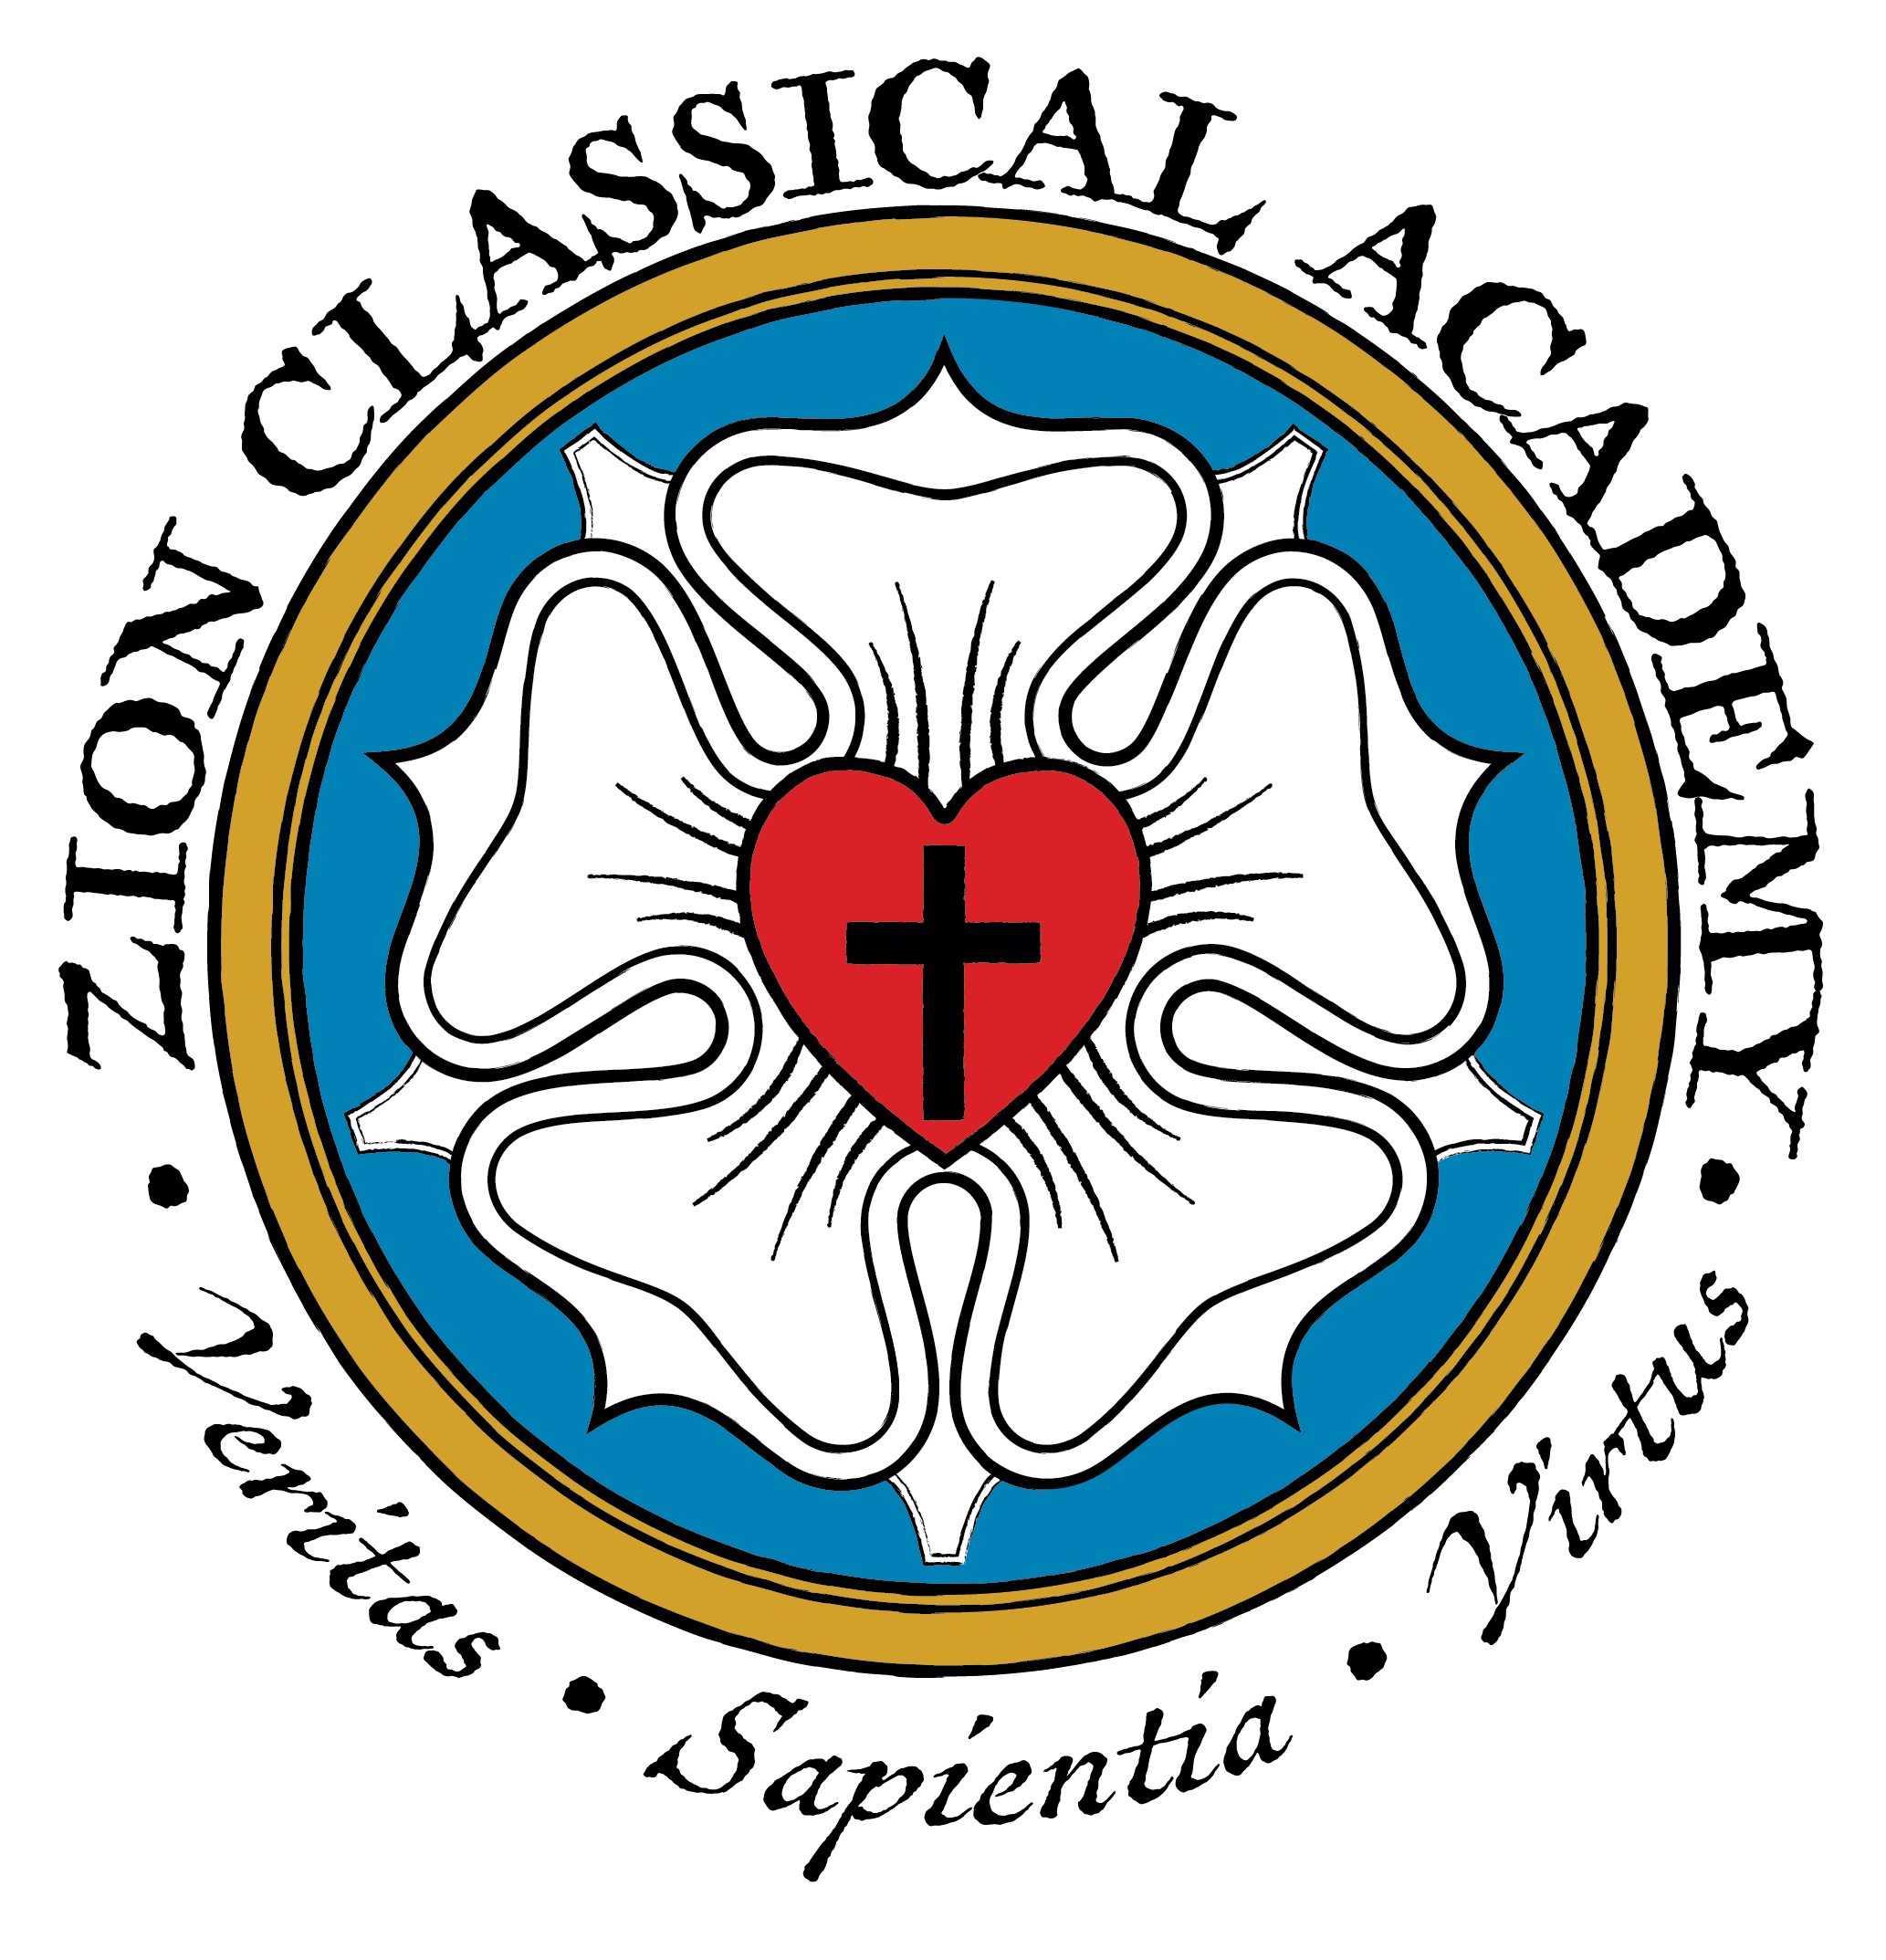 ZION CLASSICAL ACADEMY
• Veritas • Sapientia • Virtus •